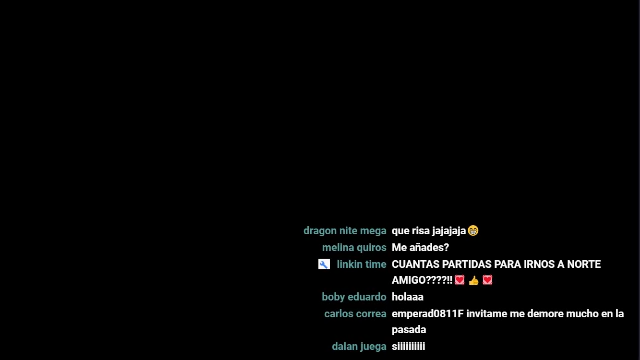 dragon nite mega que risa jajajaja😁
melina quiros Me añades?
linkin time CUANTAS PARTIDAS PARA IRNOS A NORTE
AMIGO????!!💟👍💟
boby eduardo holaaa
carlos correa emperad0811F invitame me demore mucho en la
pasada
dalan juega siiiiiiiiii